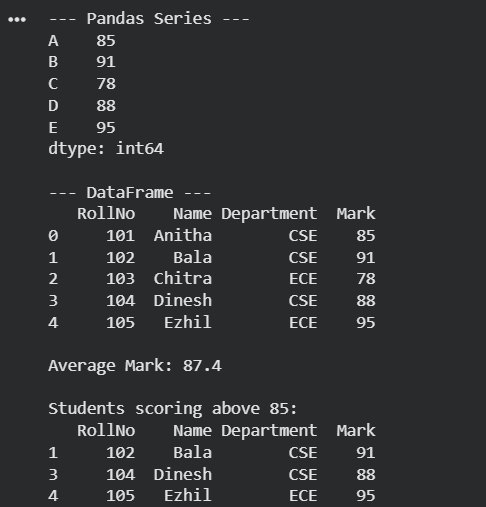 --- Pandas Series ---
A    85
B    91
C    78
D    88
E    95
dtype: int64

--- DataFrame ---
   RollNo    Name Department  Mark
0     101  Anitha        CSE    85
1     102    Bala        CSE    91
2     103 Chitra        ECE    78
3     104  Dinesh        CSE    88
4     105   Ezhil        ECE    95

Average Mark: 87.4

Students scoring above 85:
   RollNo    Name Department  Mark
1     102    Bala        CSE    91
3     104  Dinesh        CSE    88
4     105   Ezhil        ECE    95